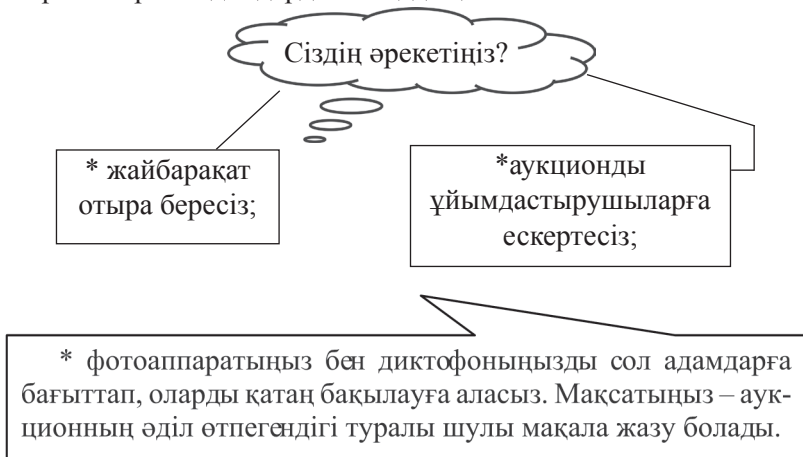 Сіздің әрекетіңіз?
* жайбарақат
отыра бересіз;
*аукционды
ұйымдастырушыларға
ескертесіз;
* фотоаппаратыңыз бен диктофоныңызды сол адамдарға
бағыттап, оларды қатаң бақылауға аласыз. Мақсатыңыз – аук-
ционның әділ өтпегендігі туралы шулы мақала жазу болады.